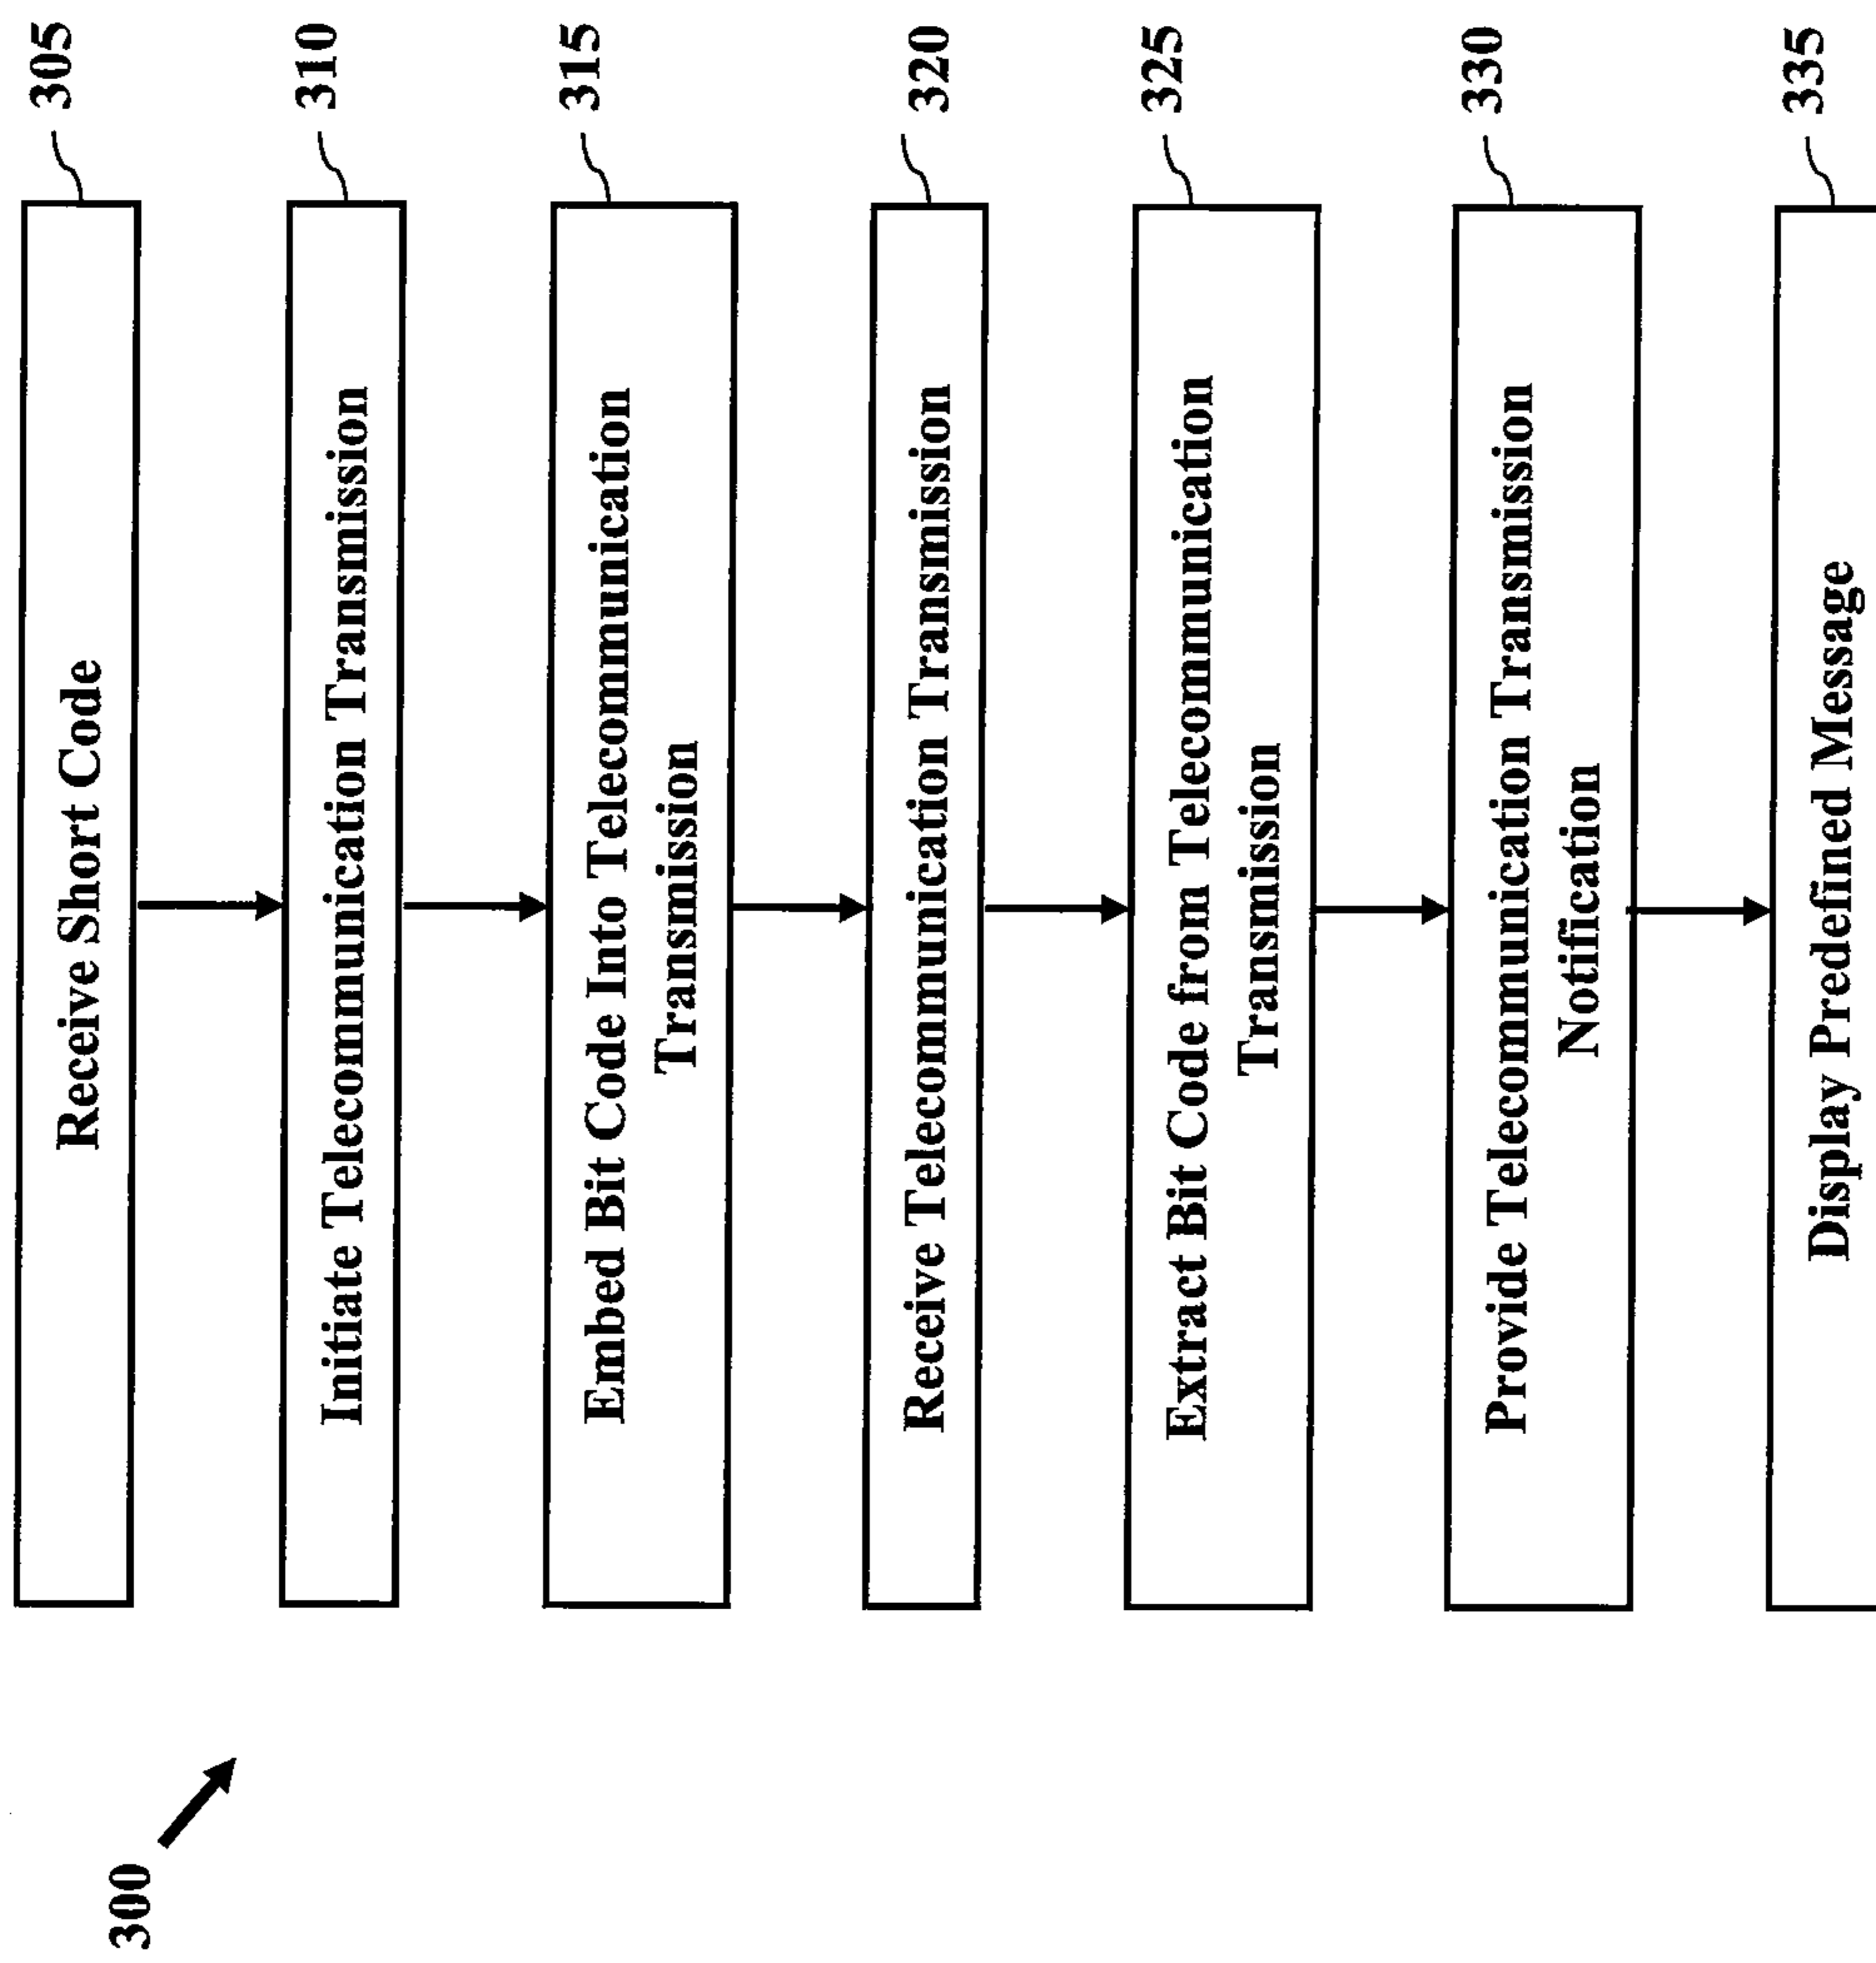 300
Receive Short Code
305
Initiate Telecommunication Transmission
310
Embed Bit Code Into Telecommunication
Transmission
315
Receive Telecommunication Transmission
320
Extract Bit Code from Telecommunication
Transmission
325
Provide Telecommunication Transmission
Notification
330
Display Predefined Message
335